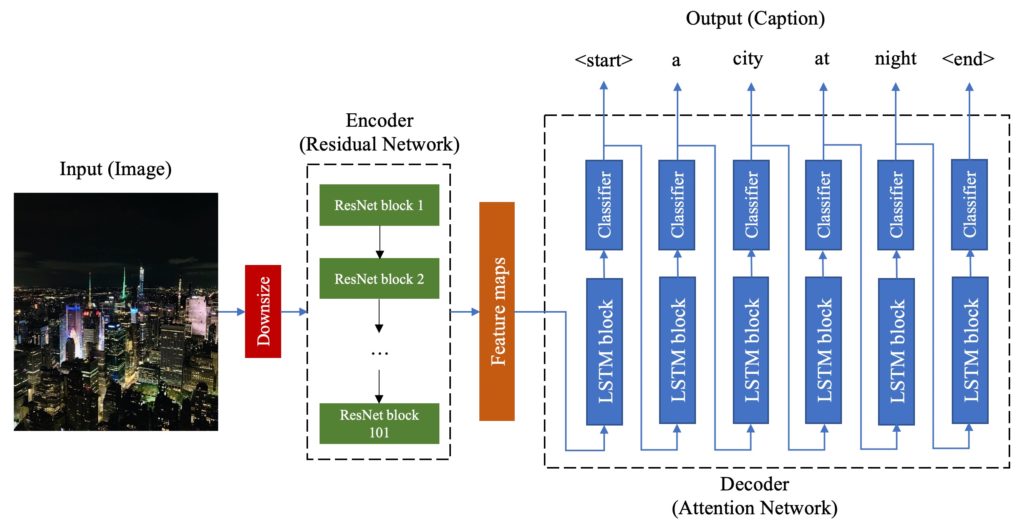 Output (Caption)
<start> a city at night <end>
Encoder
(Residual Network)
Input (Image)
Downsize
ResNet block 1
ResNet block 2
...
ResNet block
101
Feature maps
Classifier
Classifier
Classifier
Classifier
Classifier
Classifier
LSTM block
LSTM block
LSTM block
LSTM block
LSTM block
LSTM block
Decoder
(Attention Network)